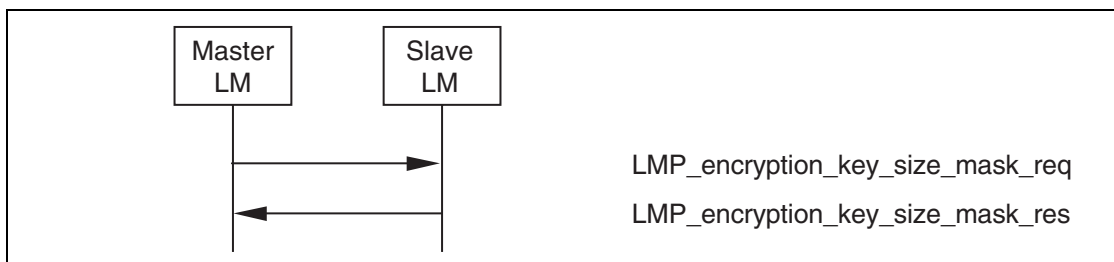 Master
LM
Slave
LM
LMP_encryption_key_size_mask_req
LMP_encryption_key_size_mask_res